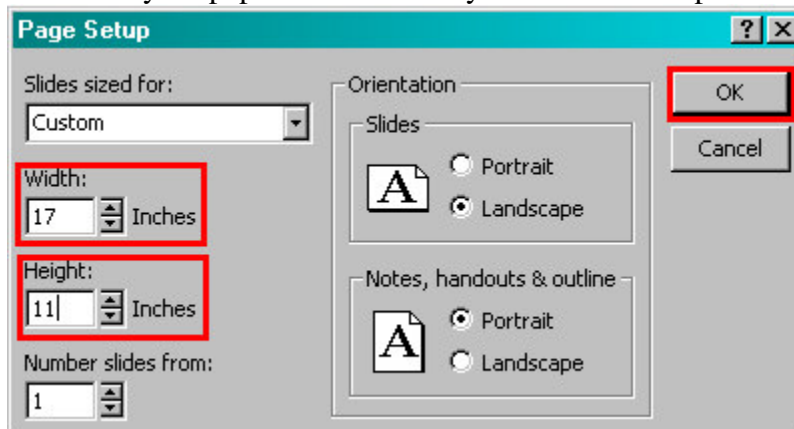 Page Setup
Slides sized for:
Custom
Width:
17 Inches
Height:
11 Inches
Number slides from:
1
Orientation
Slides
A
Portrait
Landscape
Notes, handouts & outline
A
Portrait
Landscape
OK
Cancel